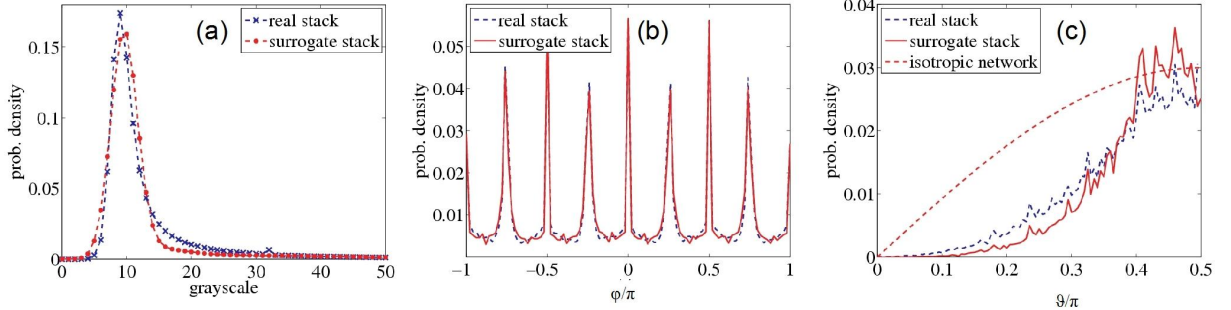 (a)
real stack
surrogate stack
prob. density
0.15
0.1
0.05
0
0 10 20 30 40 50
grayscale
(b)
real stack
surrogate stack
prob. density
0.05
0.04
0.03
0.02
0.01
−1 −0.5 0 0.5 1
φ/π
(c)
real stack
surrogate stack
isotropic network
prob. density
0.04
0.03
0.02
0.01
0
0 0.1 0.2 0.3 0.4 0.5
ϑ/π